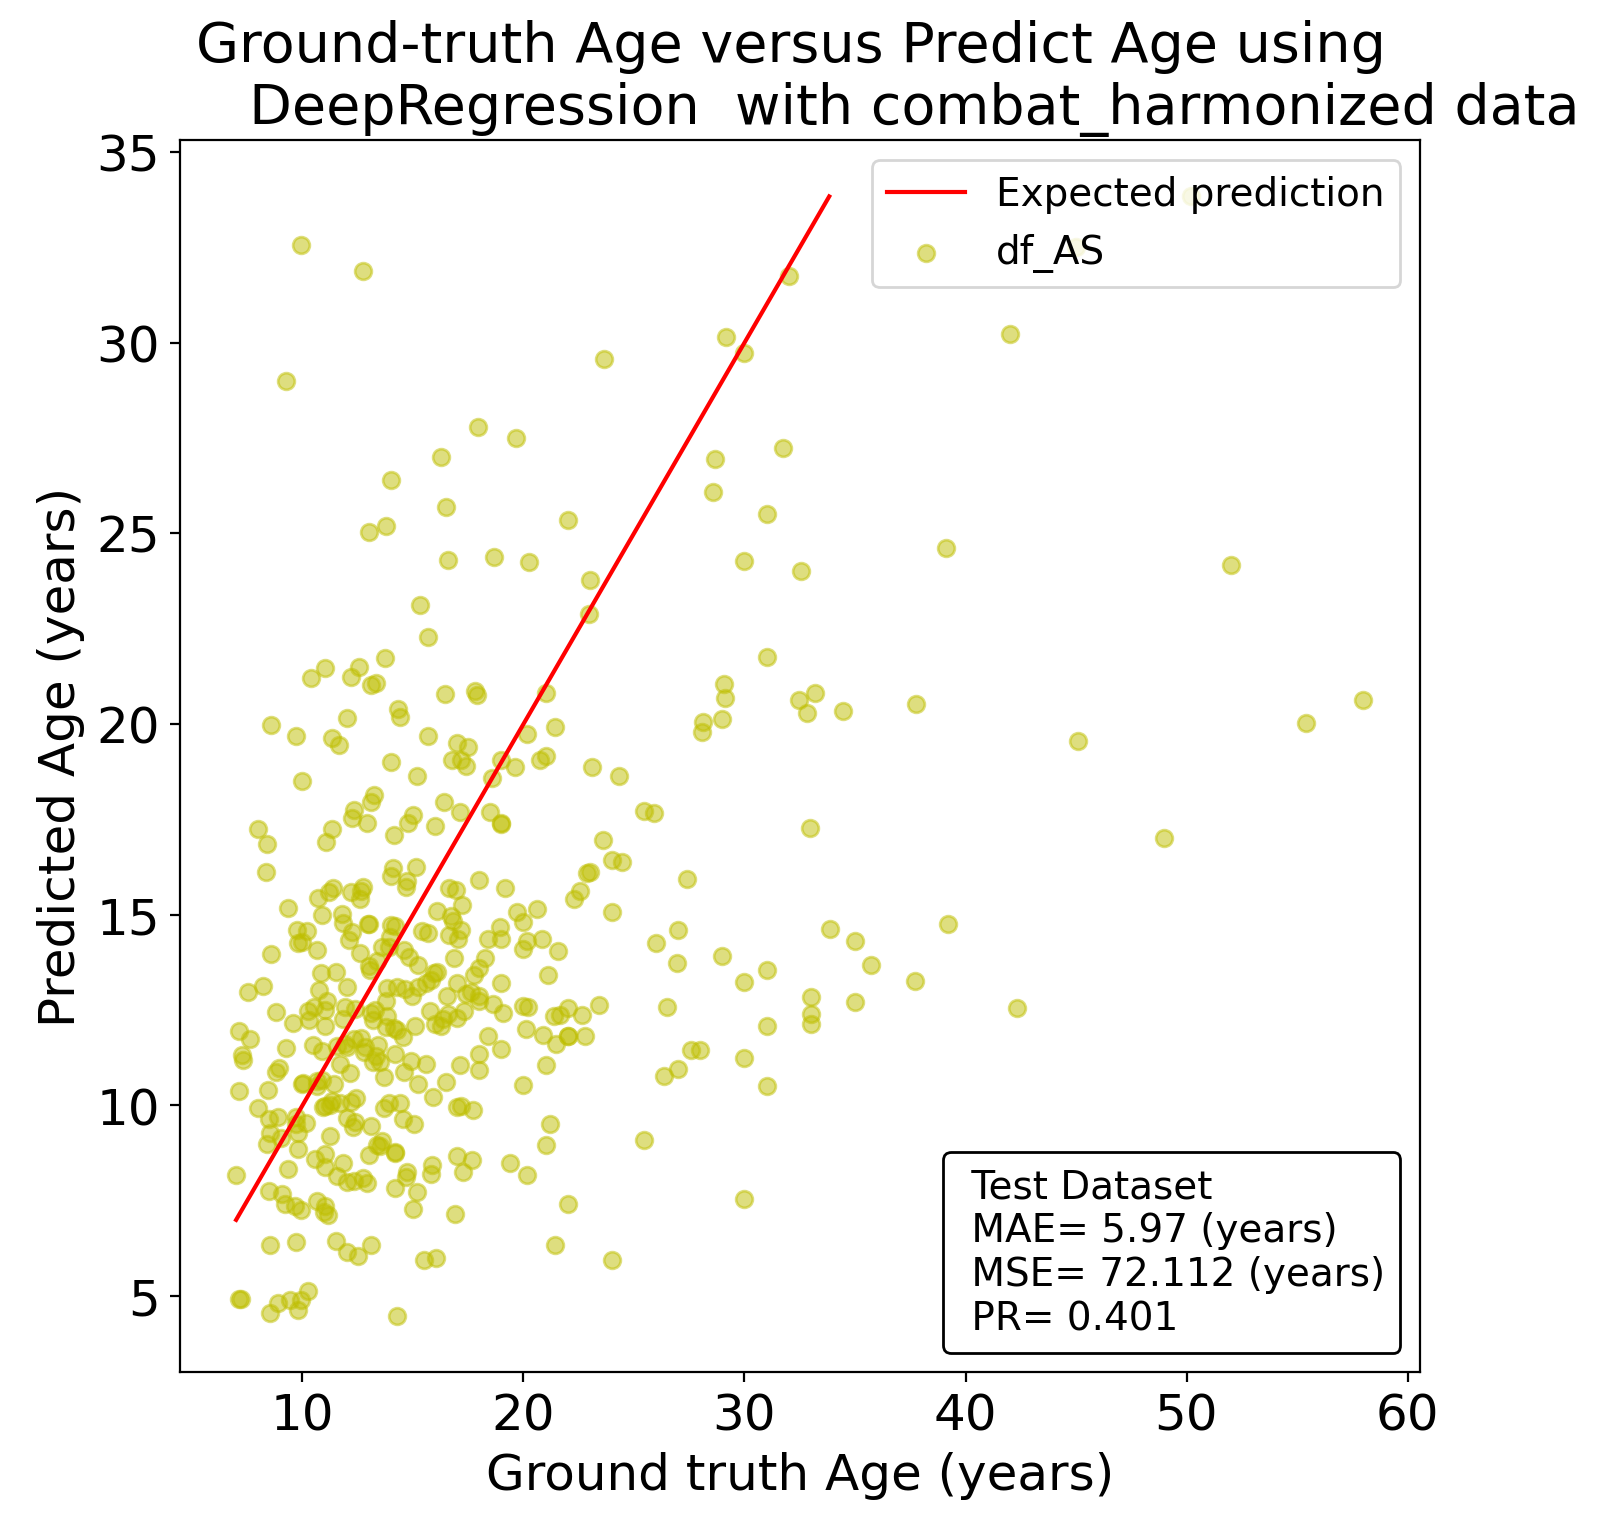 Ground-truth Age versus Predict Age using
DeepRegression  with combat_harmonized data
35
30
25
20
15
10
5
Predicted Age (years)
Expected prediction
df_AS
Test Dataset
MAE= 5.97 (years)
MSE= 72.112 (years)
PR= 0.401
10 20 30 40 50 60
Ground truth Age (years)